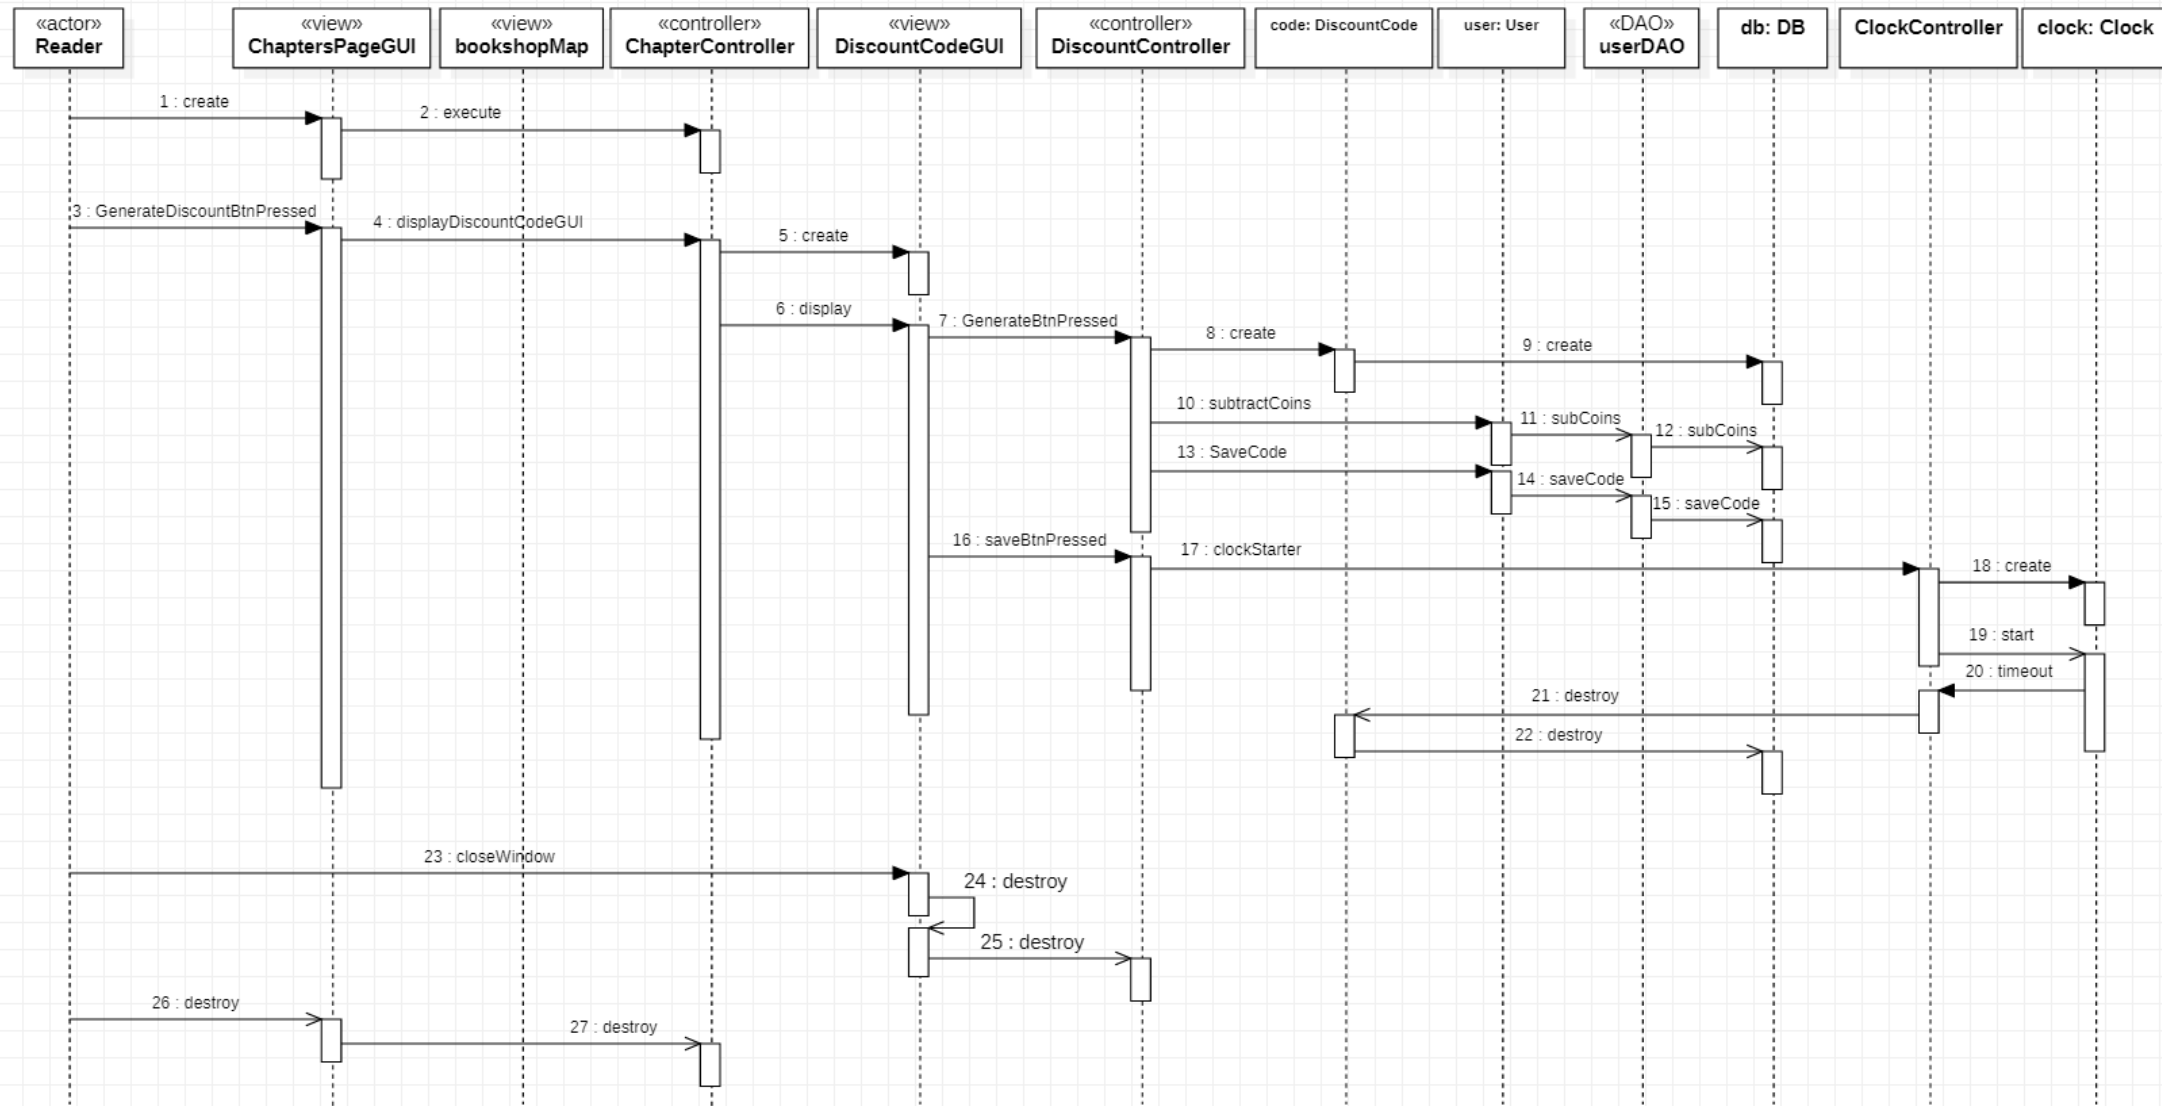 «actor»
Reader
«view»
ChaptersPageGUI
«view»
bookshopMap
«controller»
ChapterController
«view»
DiscountCodeGUI
«controller»
DiscountController
code: DiscountCode
user: User
«DAO»
userDAO
db: DB
ClockController
clock: Clock
1 : create
2 : execute
3 : GenerateDiscountBtnPressed
4 : displayDiscountCodeGUI
5 : create
6 : display
7 : GenerateBtnPressed
8 : create
9 : create
10 : subtractCoins
11 : subCoins
12 : subCoins
13 : SaveCode
14 : saveCode
15 : saveCode
16 : saveBtnPressed
17 : clockStarter
18 : create
19 : start
20 : timeout
21 : destroy
22 : destroy
23 : closeWindow
24 : destroy
25 : destroy
26 : destroy
27 : destroy